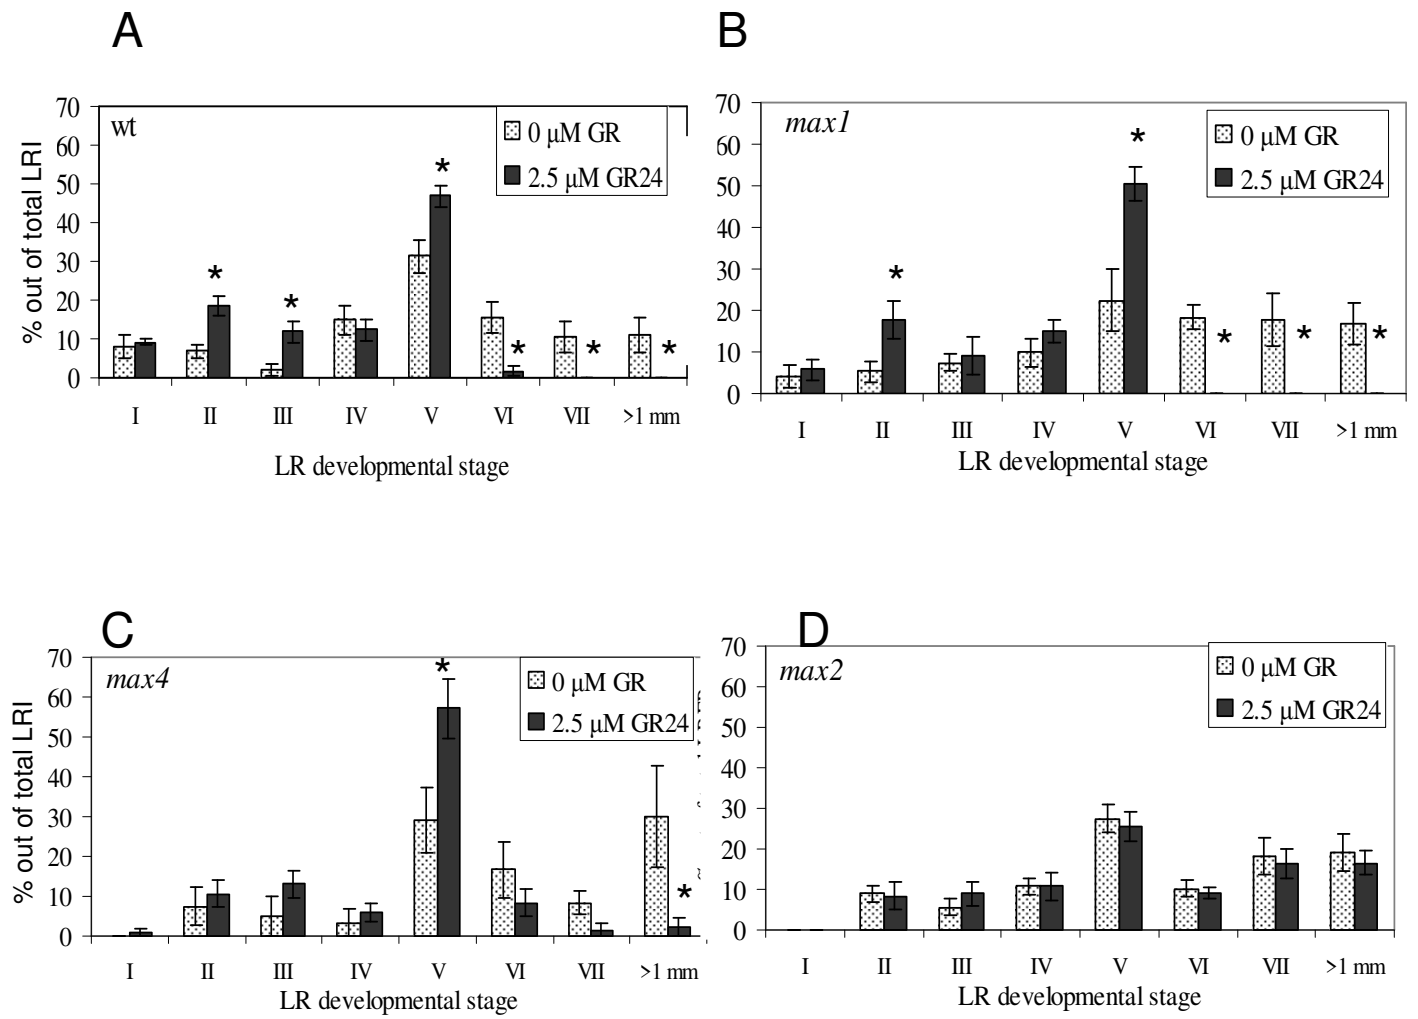 A
70
60
50
40
30
20
10
0
% out of total LRI
wt
0 µM GR
2.5 µM GR24
*
*
*
*
*
*
I II III IV V VI VII >1 mm
LR developmental stage
B
70
60
50
40
30
20
10
0
max1
0 µM GR
2.5 µM GR24
*
*
*
*
*
I II III IV V VI VII >1 mm
LR developmental stage
C
70
60
50
40
30
20
10
0
% out of total LRI
max4
0 µM GR
2.5 µM GR24
*
*
I II III IV V VI VII >1 mm
LR developmental stage
D
70
60
50
40
30
20
10
0
max2
0 µM GR
2.5 µM GR24
I II III IV V VI VII >1 mm
LR developmental stage